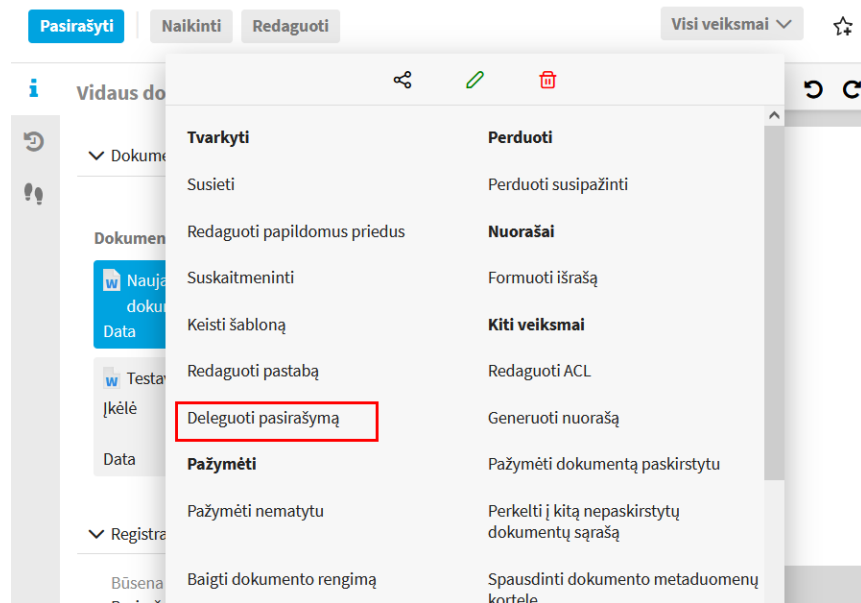 Pasirašyti
Naikinti
Redaguoti
Visi veiksmai
Vidaus do
Dokume
Dokumen
Nauja
doku
Data
Testa
Įkėlė
Data
Registra
Būsena
Tvarkyti
Susieti
Redaguoti papildomus priedus
Suskaitmeninti
Keisti šabloną
Redaguoti pastabą
Deleguoti pasirašymą
Pažymėti
Pažymėti nematytu
Baigti dokumento rengimą
Perduoti
Perduoti susipažinti
Nuorašai
Formuoti išrašą
Kiti veiksmai
Redaguoti ACL
Generuoti nuorašą
Pažymėti dokumentą paskirstytu
Perkelti į kitą nepaskirstytų
dokumentų sąrašą
Spausdinti dokumento metaduomenų
kortelę